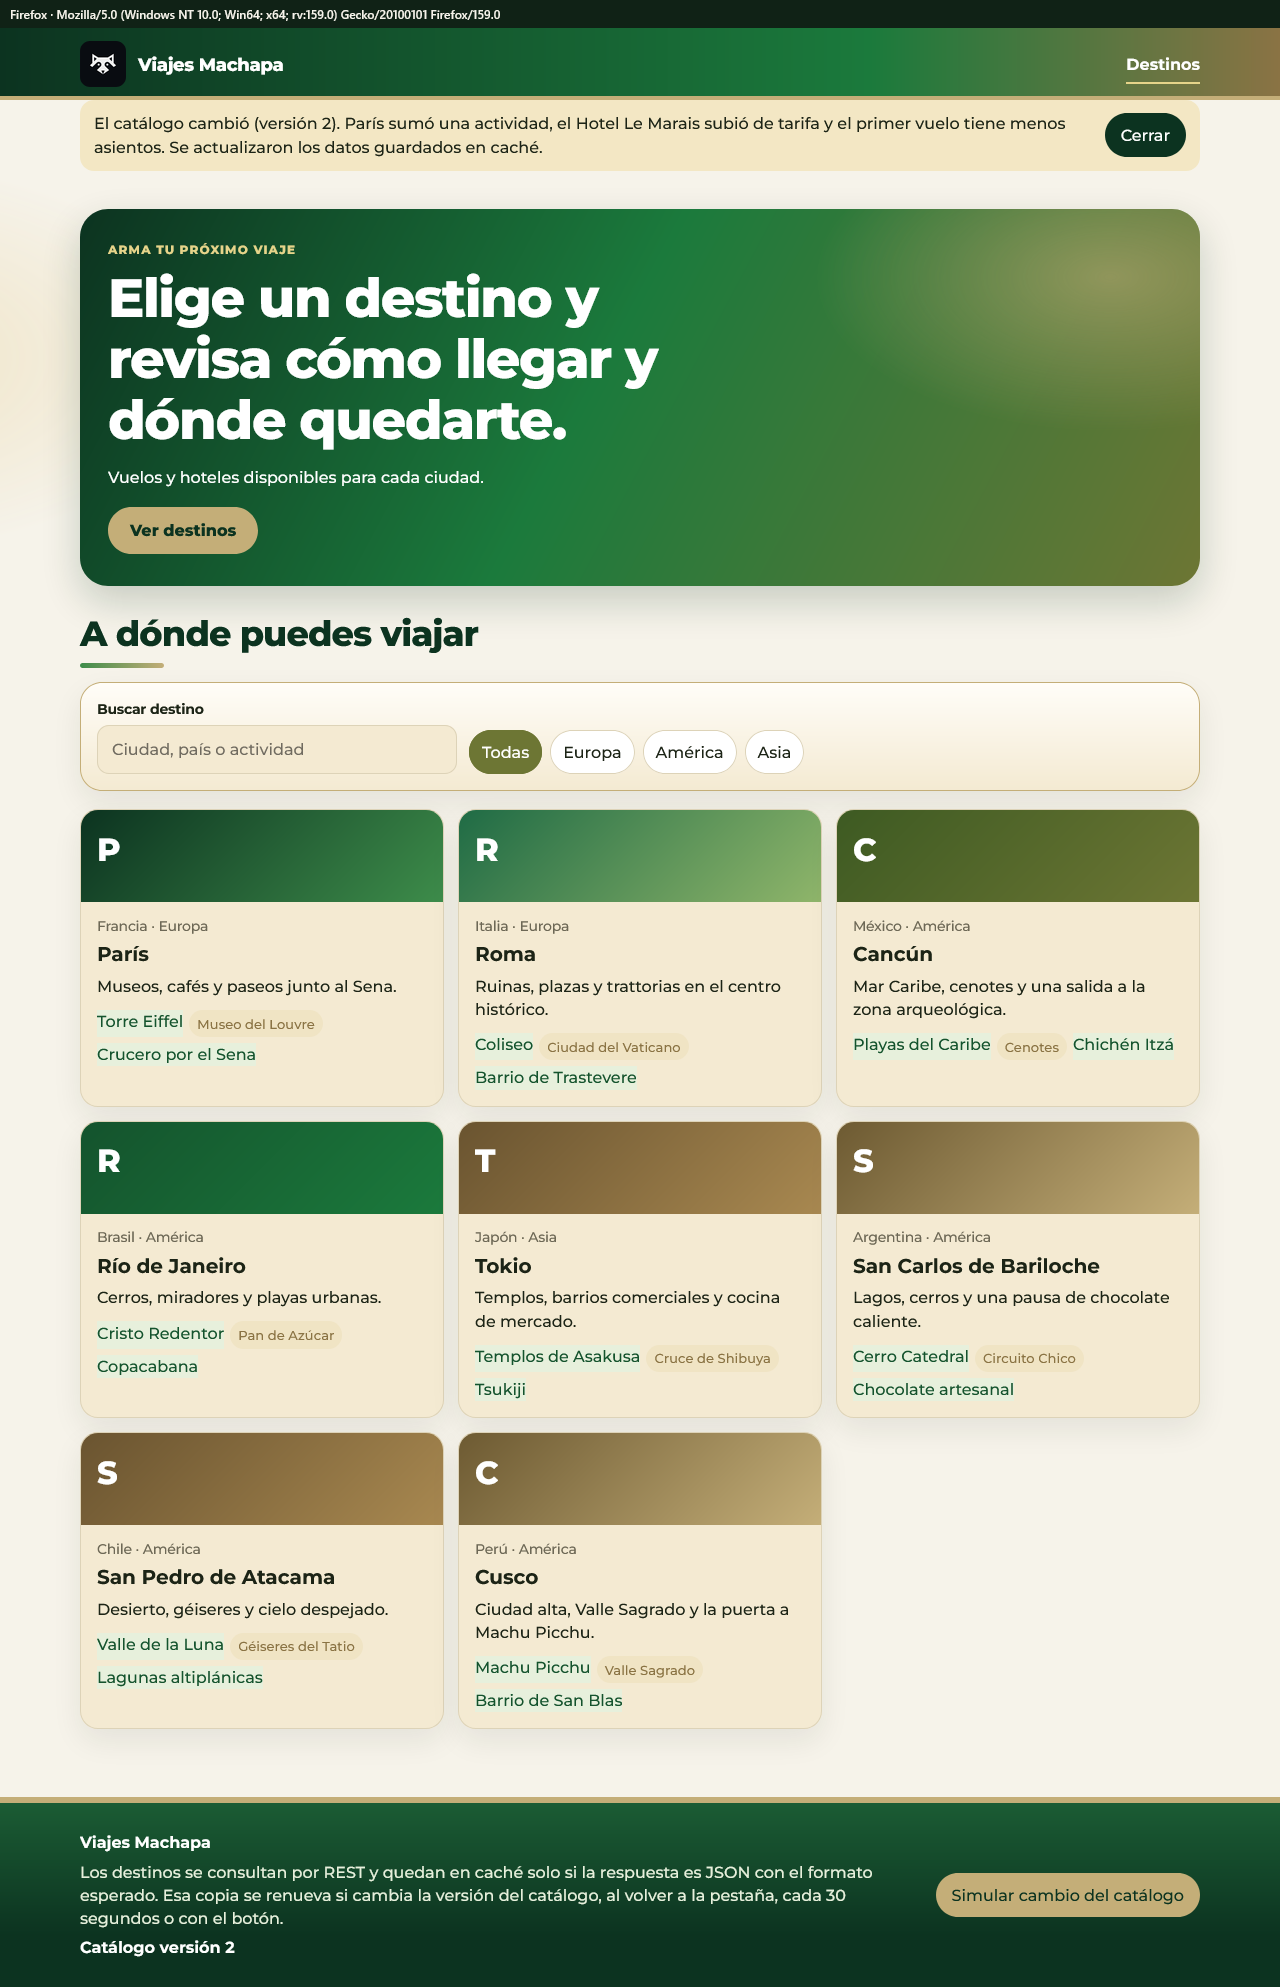 Firefox · Mozilla/5.0 (Windows NT 10.0; Win64; x64; rv:159.0) Gecko/20100101 Firefox/159.0
Viajes Machapa
Destinos
El catálogo cambió (versión 2). París sumó una actividad, el Hotel Le Marais subió de tarifa y el primer vuelo tiene menos
asientos. Se actualizaron los datos guardados en caché.
Cerrar
ARMA TU PRÓXIMO VIAJE
Elige un destino y
revisa cómo llegar y
dónde quedarte.
Vuelos y hoteles disponibles para cada ciudad.
Ver destinos
A dónde puedes viajar
Buscar destino
Ciudad, país o actividad
Todas
Europa
América
Asia
P
Francia · Europa
París
Museos, cafés y paseos junto al Sena.
Torre Eiffel
Museo del Louvre
Crucero por el Sena
R
Italia · Europa
Roma
Ruinas, plazas y trattorias en el centro
histórico.
Coliseo
Ciudad del Vaticano
Barrio de Trastevere
C
México · América
Cancún
Mar Caribe, cenotes y una salida a la
zona arqueológica.
Playas del Caribe
Cenotes
Chichén Itzá
R
Brasil · América
Río de Janeiro
Cerros, miradores y playas urbanas.
Cristo Redentor
Pan de Azúcar
Copacabana
T
Japón · Asia
Tokio
Templos, barrios comerciales y cocina
de mercado.
Templos de Asakusa
Cruce de Shibuya
Tsukiji
S
Argentina · América
San Carlos de Bariloche
Lagos, cerros y una pausa de chocolate
caliente.
Cerro Catedral
Circuito Chico
Chocolate artesanal
S
Chile · América
San Pedro de Atacama
Desierto, géiseres y cielo despejado.
Valle de la Luna
Géiseres del Tatio
Lagunas altiplánicas
C
Perú · América
Cusco
Ciudad alta, Valle Sagrado y la puerta a
Machu Picchu.
Machu Picchu
Valle Sagrado
Barrio de San Blas
Viajes Machapa
Los destinos se consultan por REST y quedan en caché solo si la respuesta es JSON con el formato
esperado. Esa copia se renueva si cambia la versión del catálogo, al volver a la pestaña, cada 30
segundos o con el botón.
Catálogo versión 2
Simular cambio del catálogo